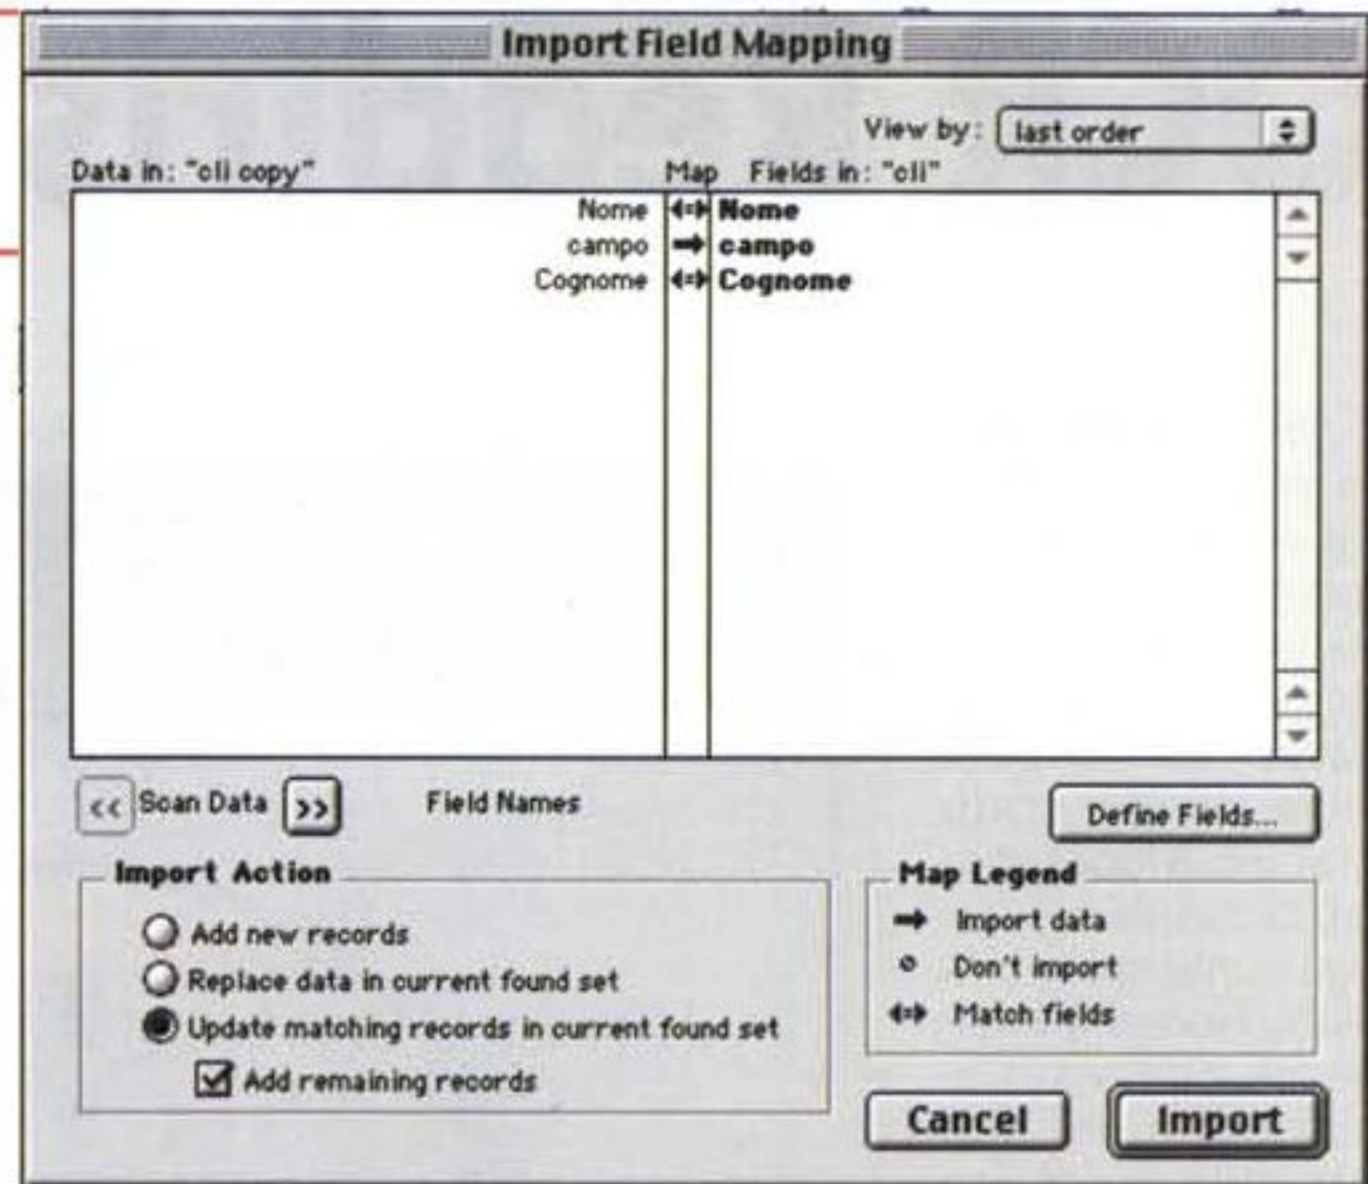 Import Field Mapping
View by: last order
Data in: "cli copy" Map Fields in: "cli"
Nome Nome
campo campo
Cognome Cognome
<< Scan Data >> Field Names Define Fields...
Import Action
Add new records
Replace data in current found set
Update matching records in current found set
Add remaining records
Map Legend
Import data
Don't import
Match fields
Cancel Import